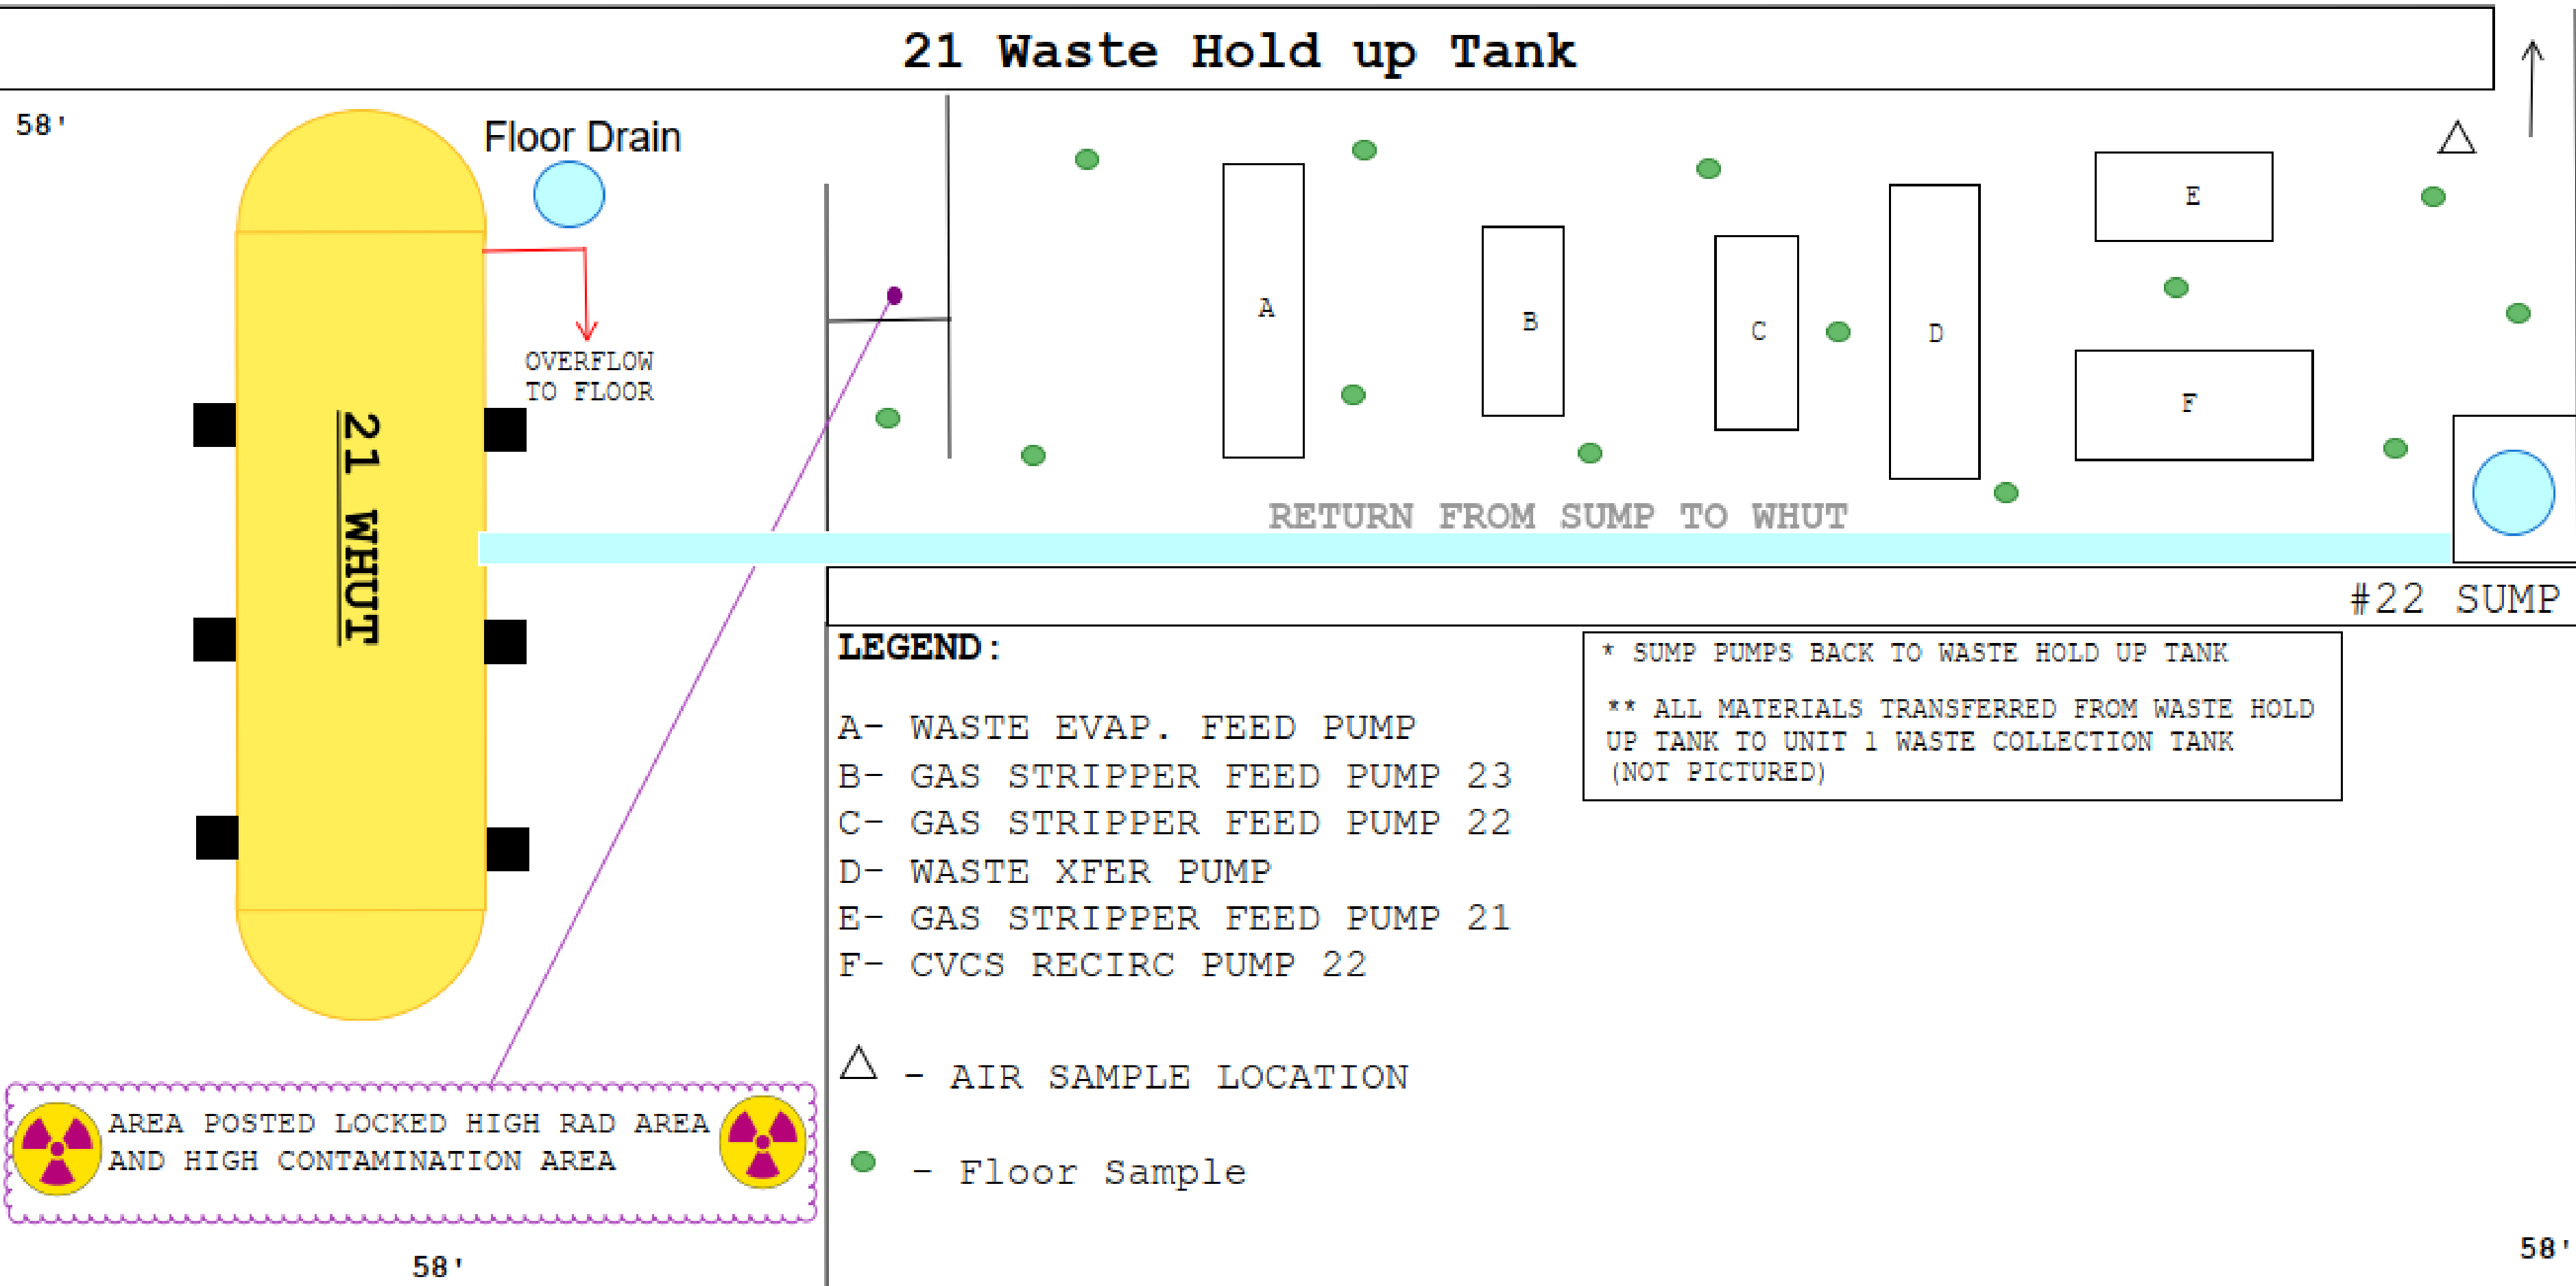 21 Waste Hold up Tank
58'
Floor Drain
OVERFLOW
TO FLOOR
21 WHUT
A
B
C
D
E
F
RETURN FROM SUMP TO WHUT
#22 SUMP
LEGEND:
A- WASTE EVAP. FEED PUMP
B- GAS STRIPPER FEED PUMP 23
C- GAS STRIPPER FEED PUMP 22
D- WASTE XFER PUMP
E- GAS STRIPPER FEED PUMP 21
F- CVCS RECIRC PUMP 22
- AIR SAMPLE LOCATION
- Floor Sample
* SUMP PUMPS BACK TO WASTE HOLD UP TANK
** ALL MATERIALS TRANSFERRED FROM WASTE HOLD
UP TANK TO UNIT 1 WASTE COLLECTION TANK
(NOT PICTURED)
AREA POSTED LOCKED HIGH RAD AREA
AND HIGH CONTAMINATION AREA
58'
58'